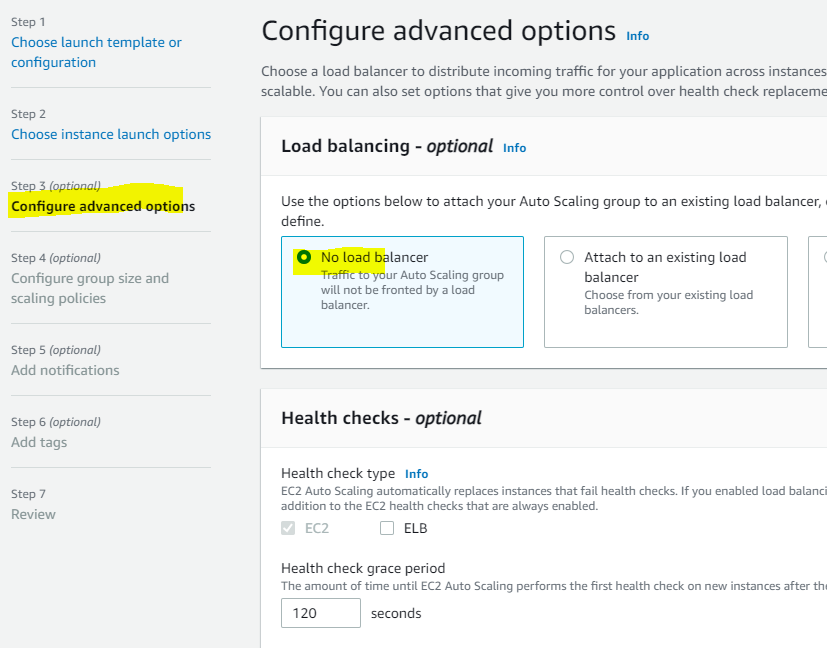 Step 1
Choose launch template or
configuration
Step 2
Choose instance launch options
Step 3 (optional)
Configure advanced options
Step 4 (optional)
Configure group size and
scaling policies
Step 5 (optional)
Add notifications
Step 6 (optional)
Add tags
Step 7
Review
Configure advanced options Info
Choose a load balancer to distribute incoming traffic for your application across instances
scalable. You can also set options that give you more control over health check replaceme
Load balancing - optional Info
Use the options below to attach your Auto Scaling group to an existing load balancer,
define.
No load balancer
Traffic to your Auto Scaling group
will not be fronted by a load
balancer.
Attach to an existing load
balancer
Choose from your existing load
balancers.
Health checks - optional
Health check type Info
EC2 Auto Scaling automatically replaces instances that fail health checks. If you enabled load balanci
addition to the EC2 health checks that are always enabled.
EC2
ELB
Health check grace period
The amount of time until EC2 Auto Scaling performs the first health check on new instances after the
120 seconds